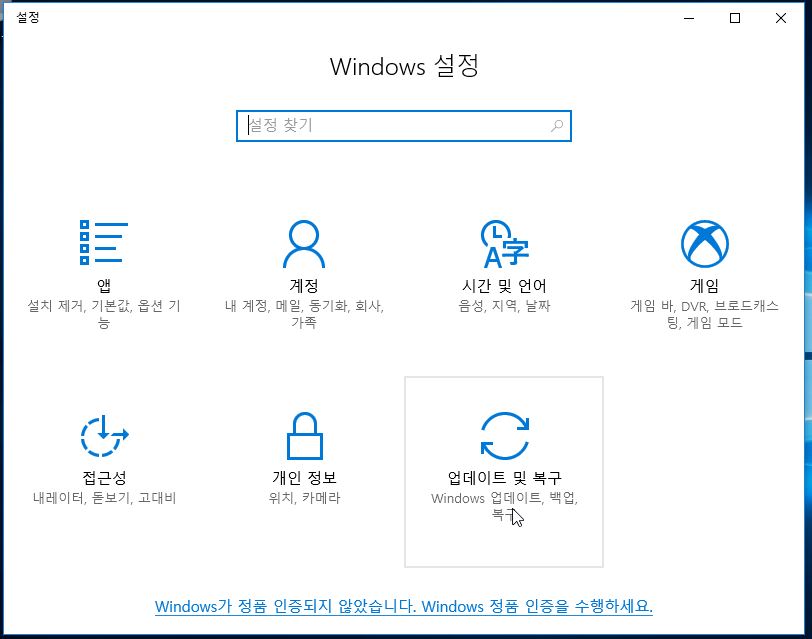 설정
Windows 설정
설정 찾기
앱
설치 제거, 기본값, 옵션 기
능
계정
내 계정, 메일, 동기화, 회사,
가족
시간 및 언어
음성, 지역, 날짜
게임
게임 바, DVR, 브로드캐스
팅, 게임 모드
접근성
내레이터, 돋보기, 고대비
개인 정보
위치, 카메라
업데이트 및 복구
Windows 업데이트, 백업,
복구
Windows가 정품 인증되지 않았습니다. Windows 정품 인증을 수행하세요.